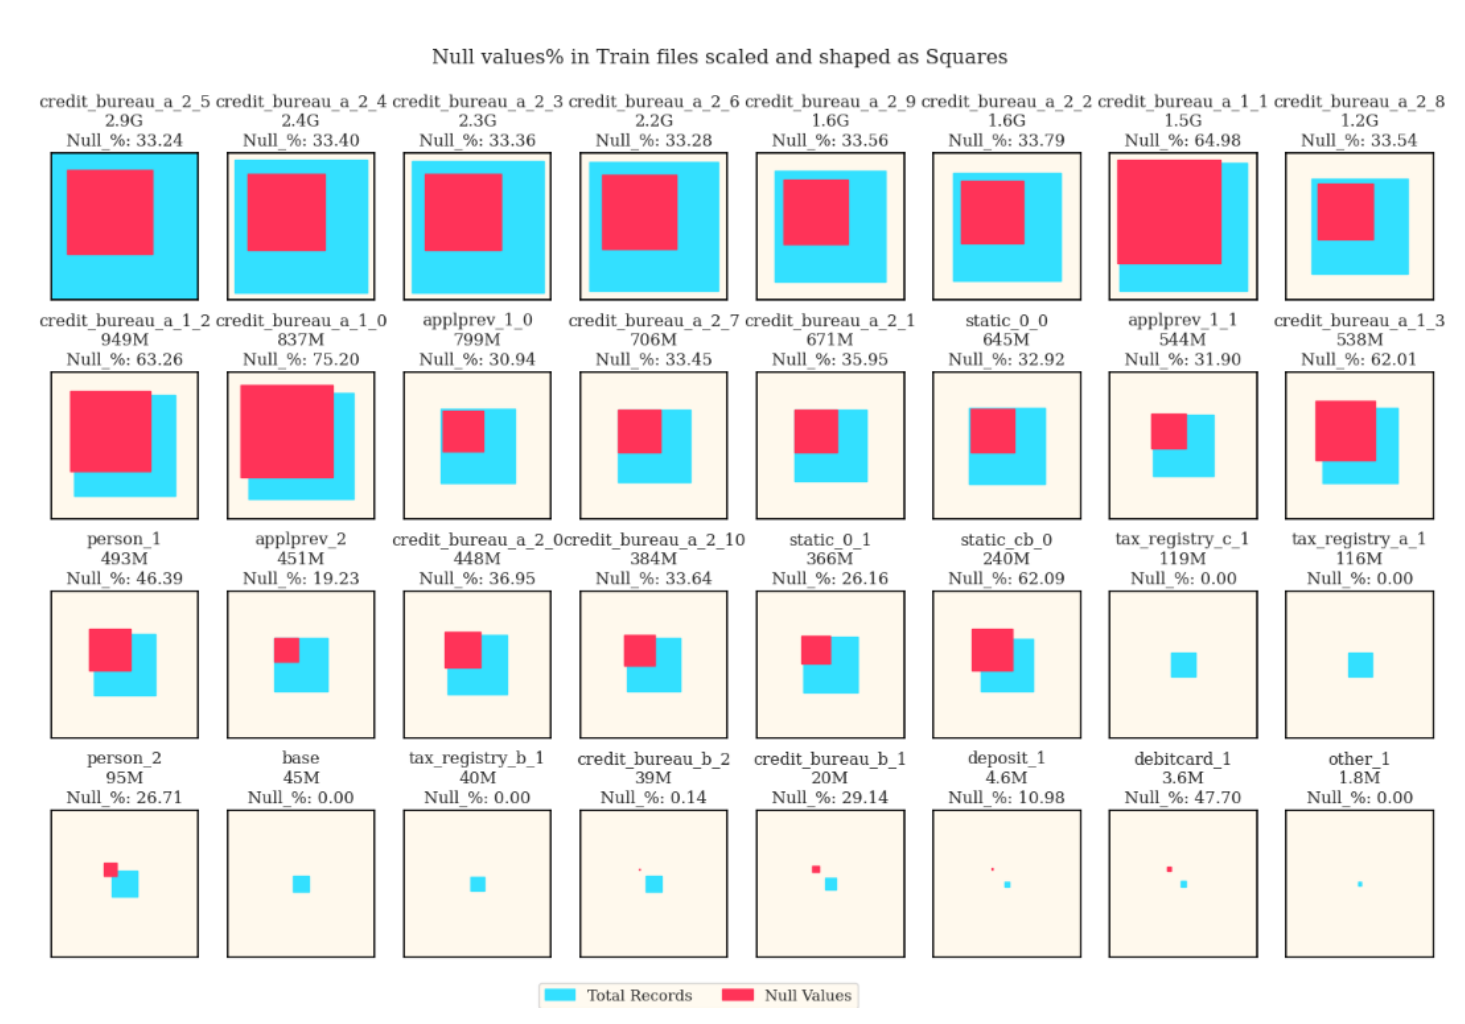 Null values% in Train files scaled and shaped as Squares
credit_bureau_a_2_5 credit_bureau_a_2_4 credit_bureau_a_2_3 credit_bureau_a_2_6 credit_bureau_a_2_9 credit_bureau_a_2_2 credit_bureau_a_1_1 credit_bureau_a_2_8
2.9G 2.4G 2.3G 2.2G 1.6G 1.6G 1.5G 1.2G
Null_%: 33.24 Null_%: 33.40 Null_%: 33.36 Null_%: 33.28 Null_%: 33.56 Null_%: 33.79 Null_%: 64.98 Null_%: 33.54
credit_bureau_a_1_2 credit_bureau_a_1_0 applprev_1_0 credit_bureau_a_2_7 credit_bureau_a_2_1 static_0_0 applprev_1_1 credit_bureau_a_1_3
949M 837M 799M 706M 671M 645M 544M 538M
Null_%: 63.26 Null_%: 75.20 Null_%: 30.94 Null_%: 33.45 Null_%: 35.95 Null_%: 32.92 Null_%: 31.90 Null_%: 62.01
person_1 applprev_2 credit_bureau_a_2_0 credit_bureau_a_2_10 static_0_1 static_cb_0 tax_registry_c_1 tax_registry_a_1
493M 451M 448M 384M 366M 240M 119M 116M
Null_%: 46.39 Null_%: 19.23 Null_%: 36.95 Null_%: 33.64 Null_%: 26.16 Null_%: 62.09 Null_%: 0.00 Null_%: 0.00
person_2 base tax_registry_b_1 credit_bureau_b_2 credit_bureau_b_1 deposit_1 debitcard_1 other_1
95M 45M 40M 39M 20M 4.6M 3.6M 1.8M
Null_%: 26.71 Null_%: 0.00 Null_%: 0.00 Null_%: 0.14 Null_%: 29.14 Null_%: 10.98 Null_%: 47.70 Null_%: 0.00
Total Records Null Values